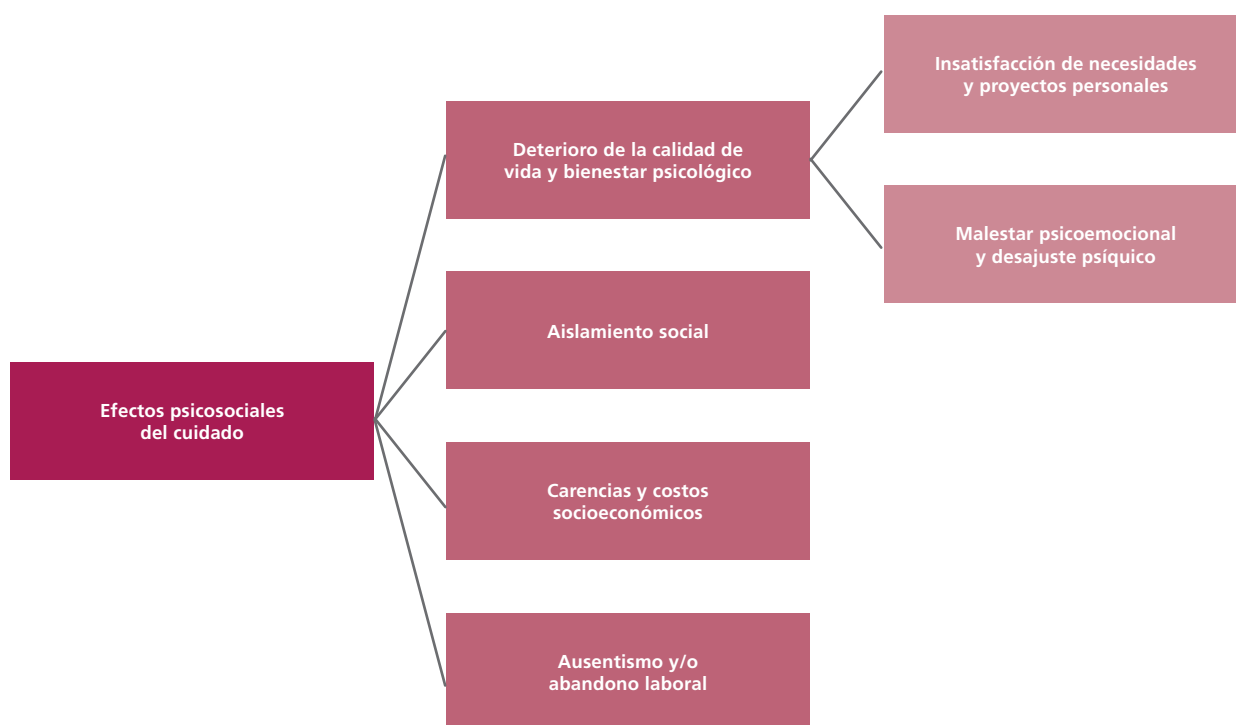 Efectos psicosociales
del cuidado
Deterioro de la calidad de
vida y bienestar psicológico
Insatisfacción de necesidades
y proyectos personales
Malestar psicoemocional
y desajuste psíquico
Aislamiento social
Carencias y costos
socioeconómicos
Ausentismo y/o
abandono laboral